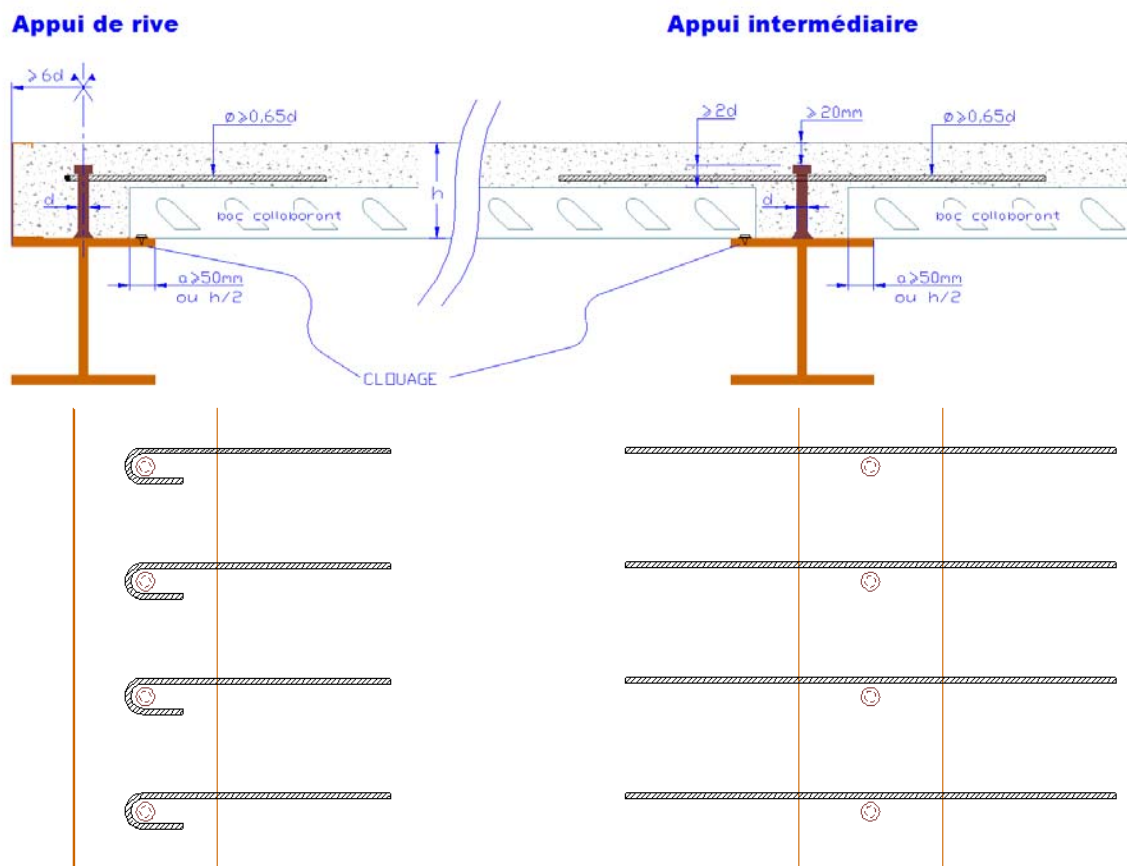 Appui de rive
Appui intermédiaire
≥6d
Ø≥0,65d
≥2d
≥20mm
Ø≥0,65d
d
bac collaborant
h
d
bac collaborant
a≥50mm
ou h/2
a≥50mm
ou h/2
CLOUAGE